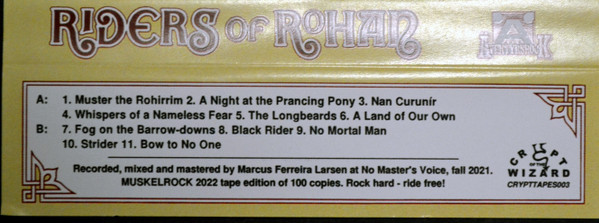 RIDERS OF ROHAN
A: 1. Muster the Rohirrim 2. A Night at the Prancing Pony 3. Nan Curunír
4. Whispers of a Nameless Fear 5. The Longbeards 6. A Land of Our Own
B: 7. Fog on the Barrow-downs 8. Black Rider 9. No Mortal Man
10. Strider 11. Bow to No One
Recorded, mixed and mastered by Marcus Ferreira Larsen at No Master's Voice, fall 2021.
MUSKELROCK 2022 tape edition of 100 copies. Rock hard - ride free!
CRYPT
OF THE
WIZARD
CRYPTTAPES003